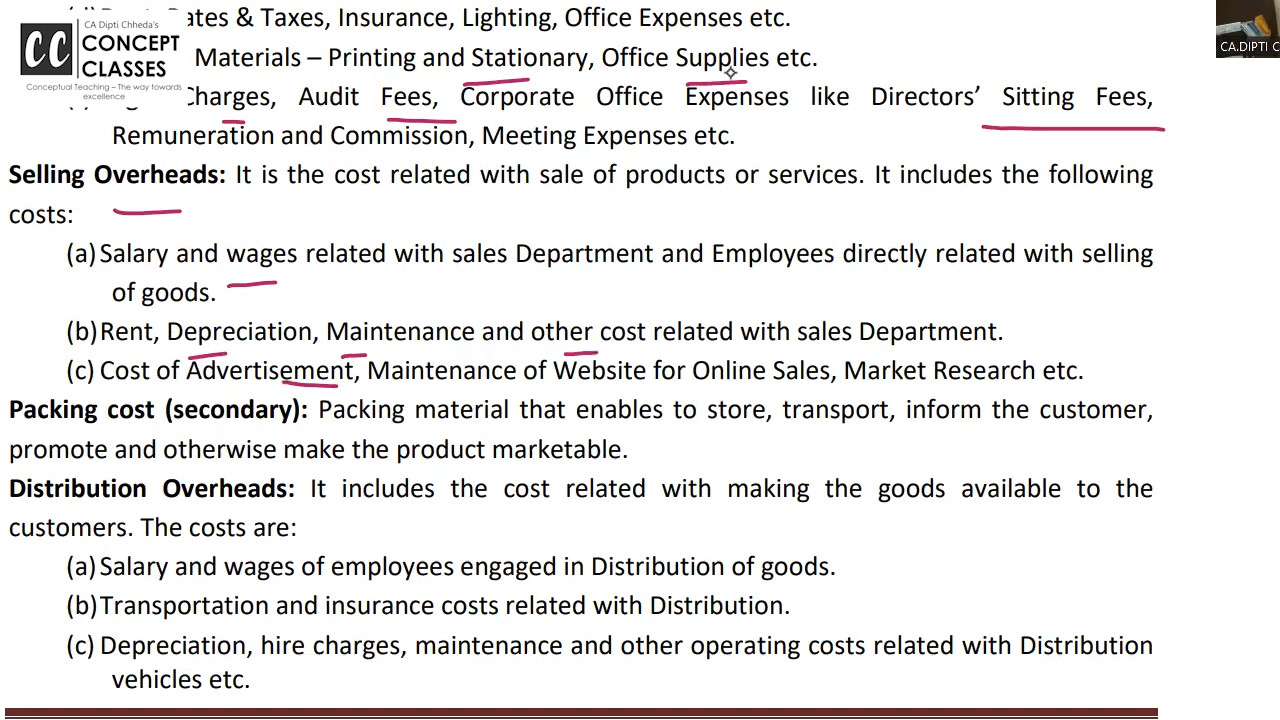 Rates & Taxes, Insurance, Lighting, Office Expenses etc.
CA Dipti Chheda's
CC CONCEPT
CLASSES
Conceptual Teaching – The way towards
excellence
CA.DIPTI C
Materials – Printing and Stationary, Office Supplies etc.
Charges, Audit Fees, Corporate Office Expenses like Directors' Sitting Fees,
Remuneration and Commission, Meeting Expenses etc.
Selling Overheads: It is the cost related with sale of products or services. It includes the following
costs:
(a) Salary and wages related with sales Department and Employees directly related with selling
of goods.
(b) Rent, Depreciation, Maintenance and other cost related with sales Department.
(c) Cost of Advertisement, Maintenance of Website for Online Sales, Market Research etc.
Packing cost (secondary): Packing material that enables to store, transport, inform the customer,
promote and otherwise make the product marketable.
Distribution Overheads: It includes the cost related with making the goods available to the
customers. The costs are:
(a) Salary and wages of employees engaged in Distribution of goods.
(b) Transportation and insurance costs related with Distribution.
(c) Depreciation, hire charges, maintenance and other operating costs related with Distribution
vehicles etc.